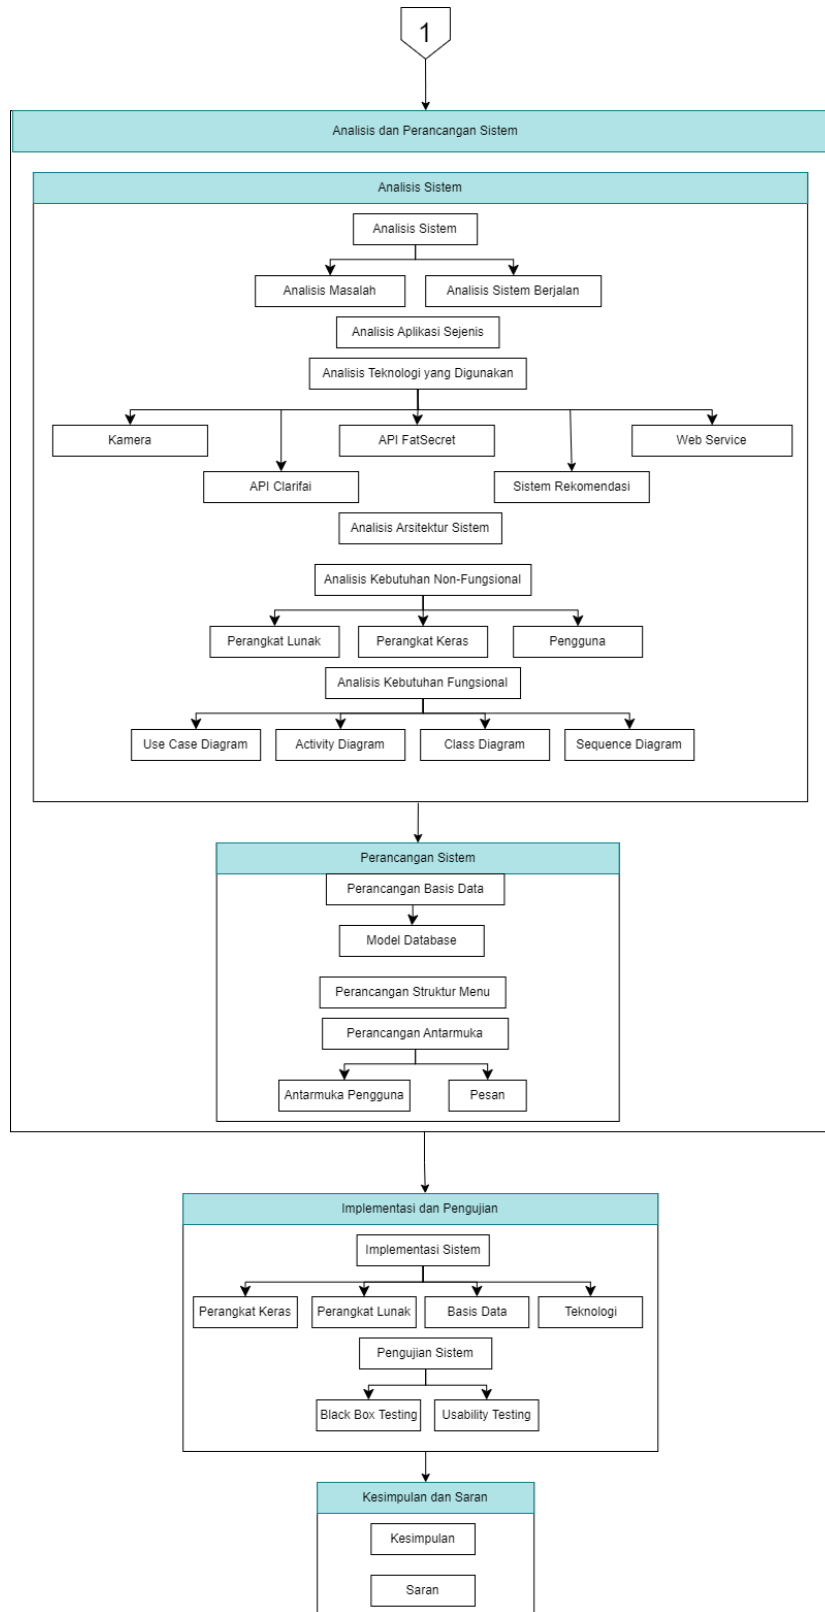 1
Analisis dan Perancangan Sistem
Analisis Sistem
Analisis Sistem
Analisis Masalah
Analisis Sistem Berjalan
Analisis Aplikasi Sejenis
Analisis Teknologi yang Digunakan
Kamera
API FatSecret
Web Service
API Clarifai
Sistem Rekomendasi
Analisis Arsitektur Sistem
Analisis Kebutuhan Non-Fungsional
Perangkat Lunak
Perangkat Keras
Pengguna
Analisis Kebutuhan Fungsional
Use Case Diagram
Activity Diagram
Class Diagram
Sequence Diagram
Perancangan Sistem
Perancangan Basis Data
Model Database
Perancangan Struktur Menu
Perancangan Antarmuka
Antarmuka Pengguna
Pesan
Implementasi dan Pengujian
Implementasi Sistem
Perangkat Keras
Perangkat Lunak
Basis Data
Teknologi
Pengujian Sistem
Black Box Testing
Usability Testing
Kesimpulan dan Saran
Kesimpulan
Saran